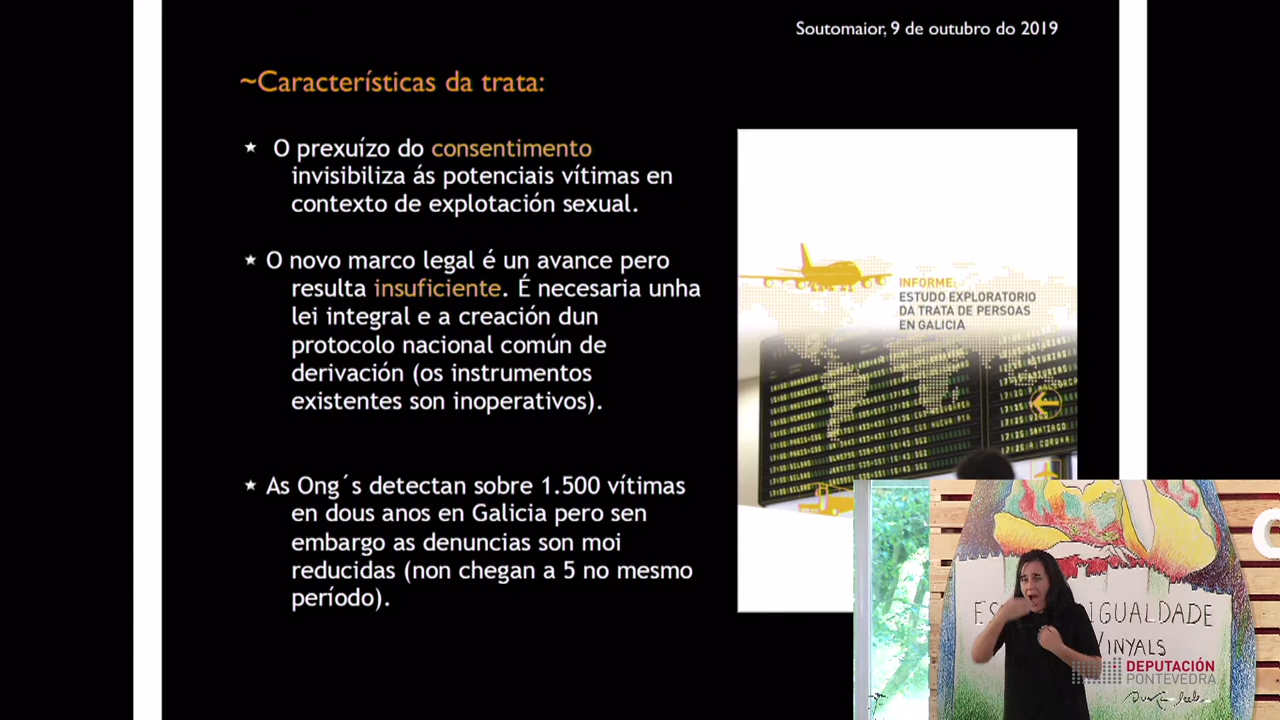 Soutomaior, 9 de outubro do 2019
~Características da trata:
★ O prexuízo do consentimento
invisibiliza ás potenciais vítimas en
contexto de explotación sexual.
★ O novo marco legal é un avance pero
resulta insuficiente. É necesaria unha
lei integral e a creación dun
protocolo nacional común de
derivación (os instrumentos
existentes son inoperativos).
★ As Ong´s detectan sobre 1.500 vítimas
en dous anos en Galicia pero sen
embargo as denuncias son moi
reducidas (non chegan a 5 no mesmo
período).
INFORME:
ESTUDO EXPLORATORIO
DA TRATA DE PERSOAS
EN GALICIA
IGUALDADE
VINYALS
DEPUTACIÓN
PONTEVEDRA